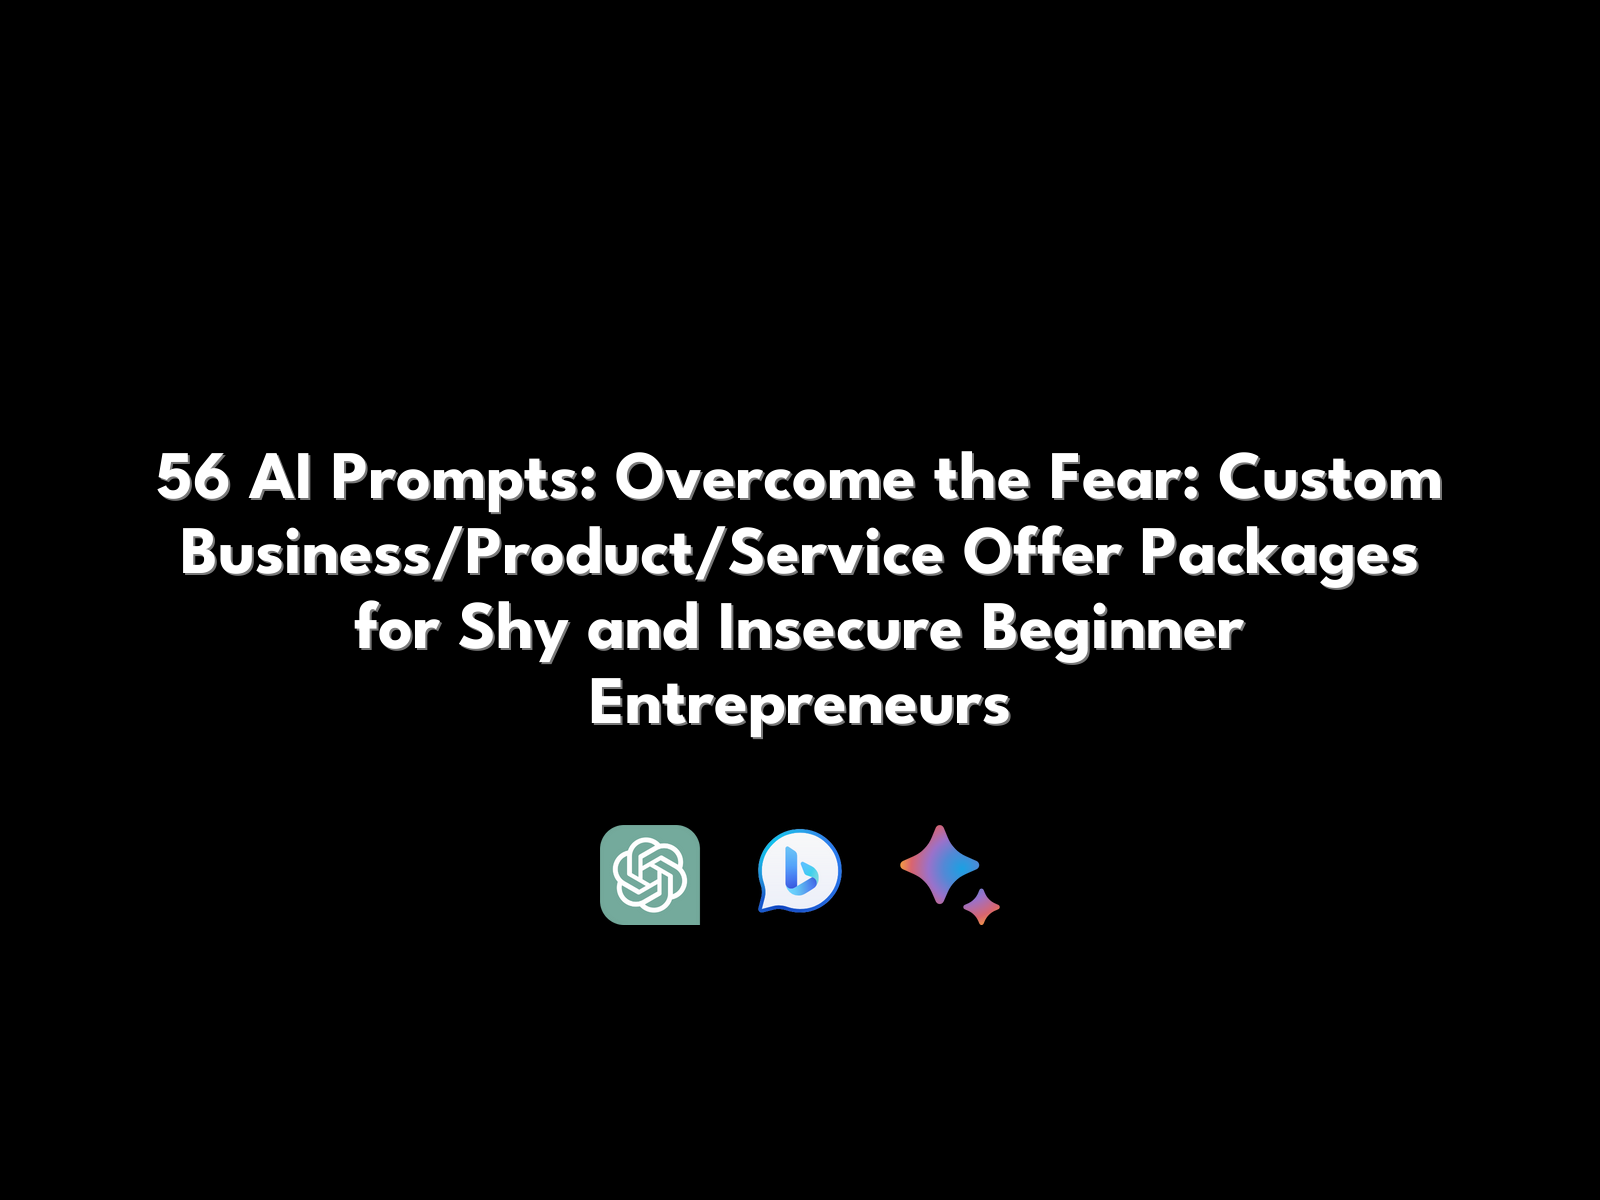 56 AI Prompts: Overcome the Fear: Custom
Business/Product/Service Offer Packages
for Shy and Insecure Beginner
Entrepreneurs